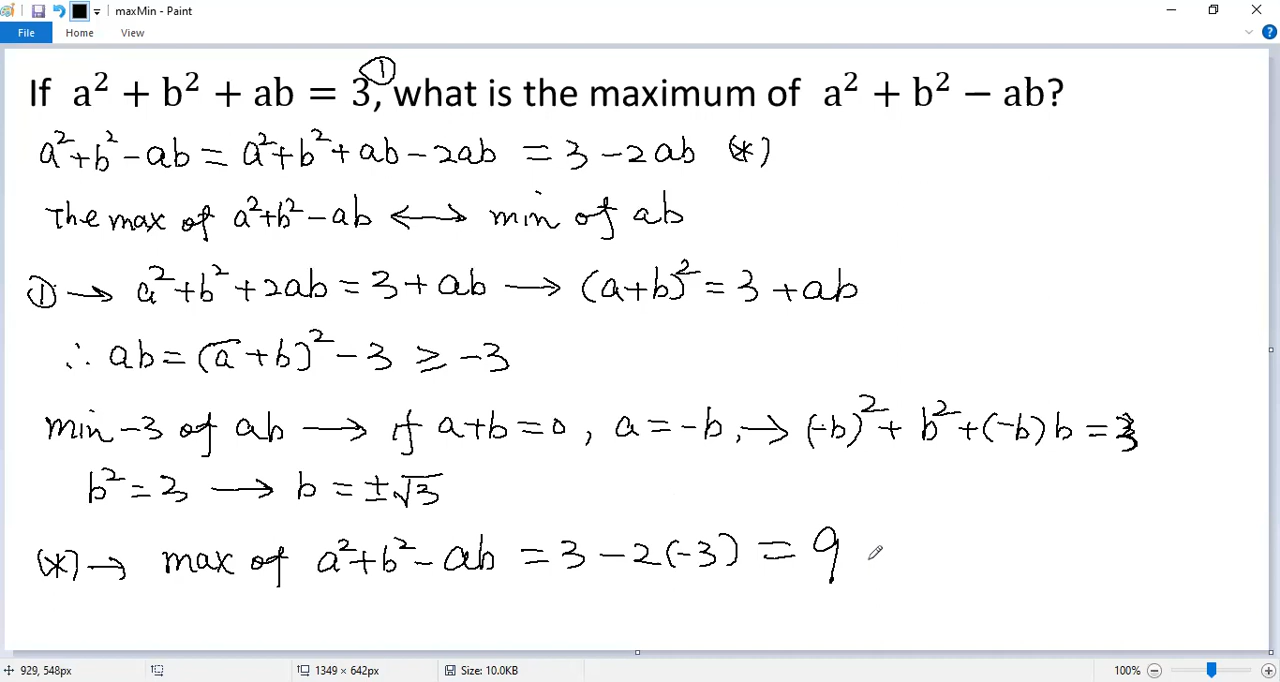 maxMin - Paint
File Home View
If a² + b² + ab = 3, ① what is the maximum of a² + b² − ab?
a²+b²-ab = a²+b²+ab-2ab = 3-2ab (*)
The max of a²+b²-ab ⟷ min of ab
① → a²+b²+2ab = 3+ab → (a+b)² = 3+ab
∴ ab = (a+b)²-3 ≥ -3
min -3 of ab → if a+b=0, a=-b, → (-b)²+b²+(-b)b = 3
b²=3 → b = ±√3
(*) → max of a²+b²-ab = 3-2(-3) = 9
929, 548px 1349 × 642px Size: 10.0KB 100%